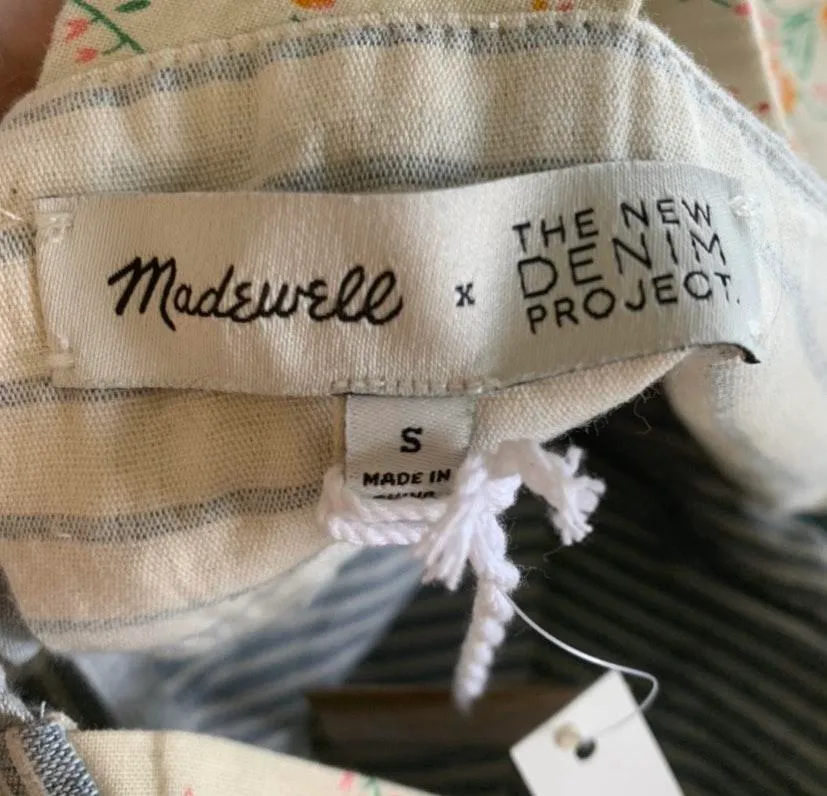 Madewell x THE NEW
DENIM
PROJECT.
S
MADE IN